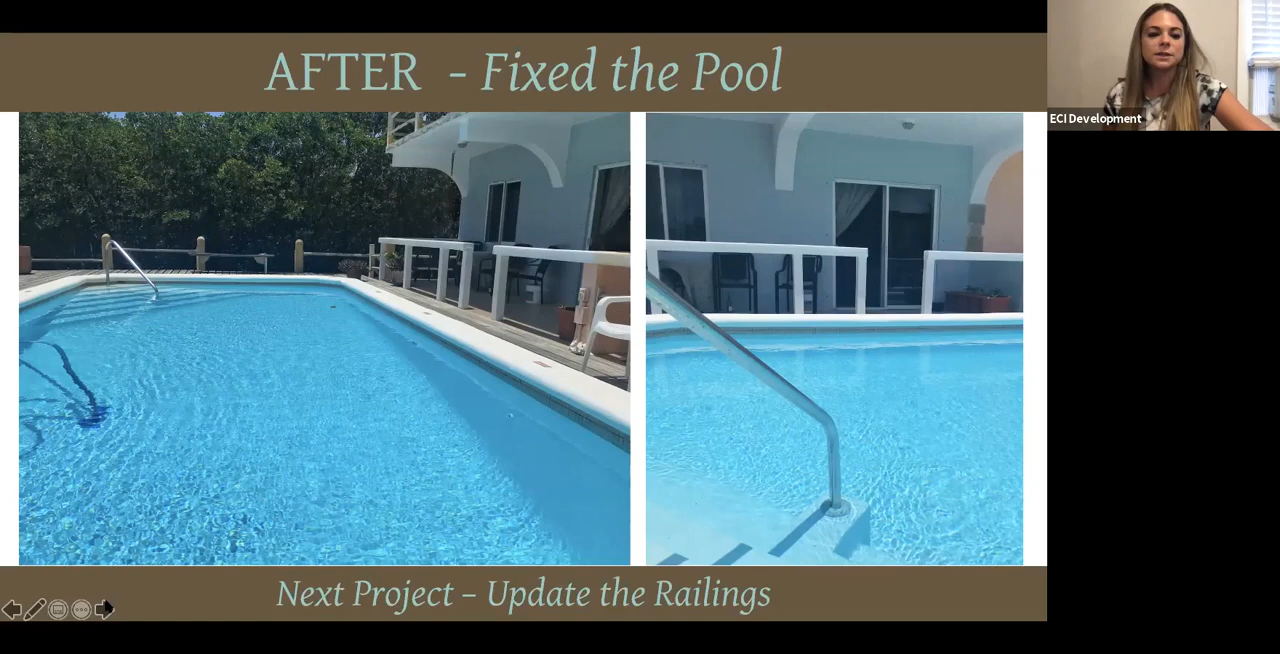 AFTER - Fixed the Pool
ECI Development
Next Project – Update the Railings